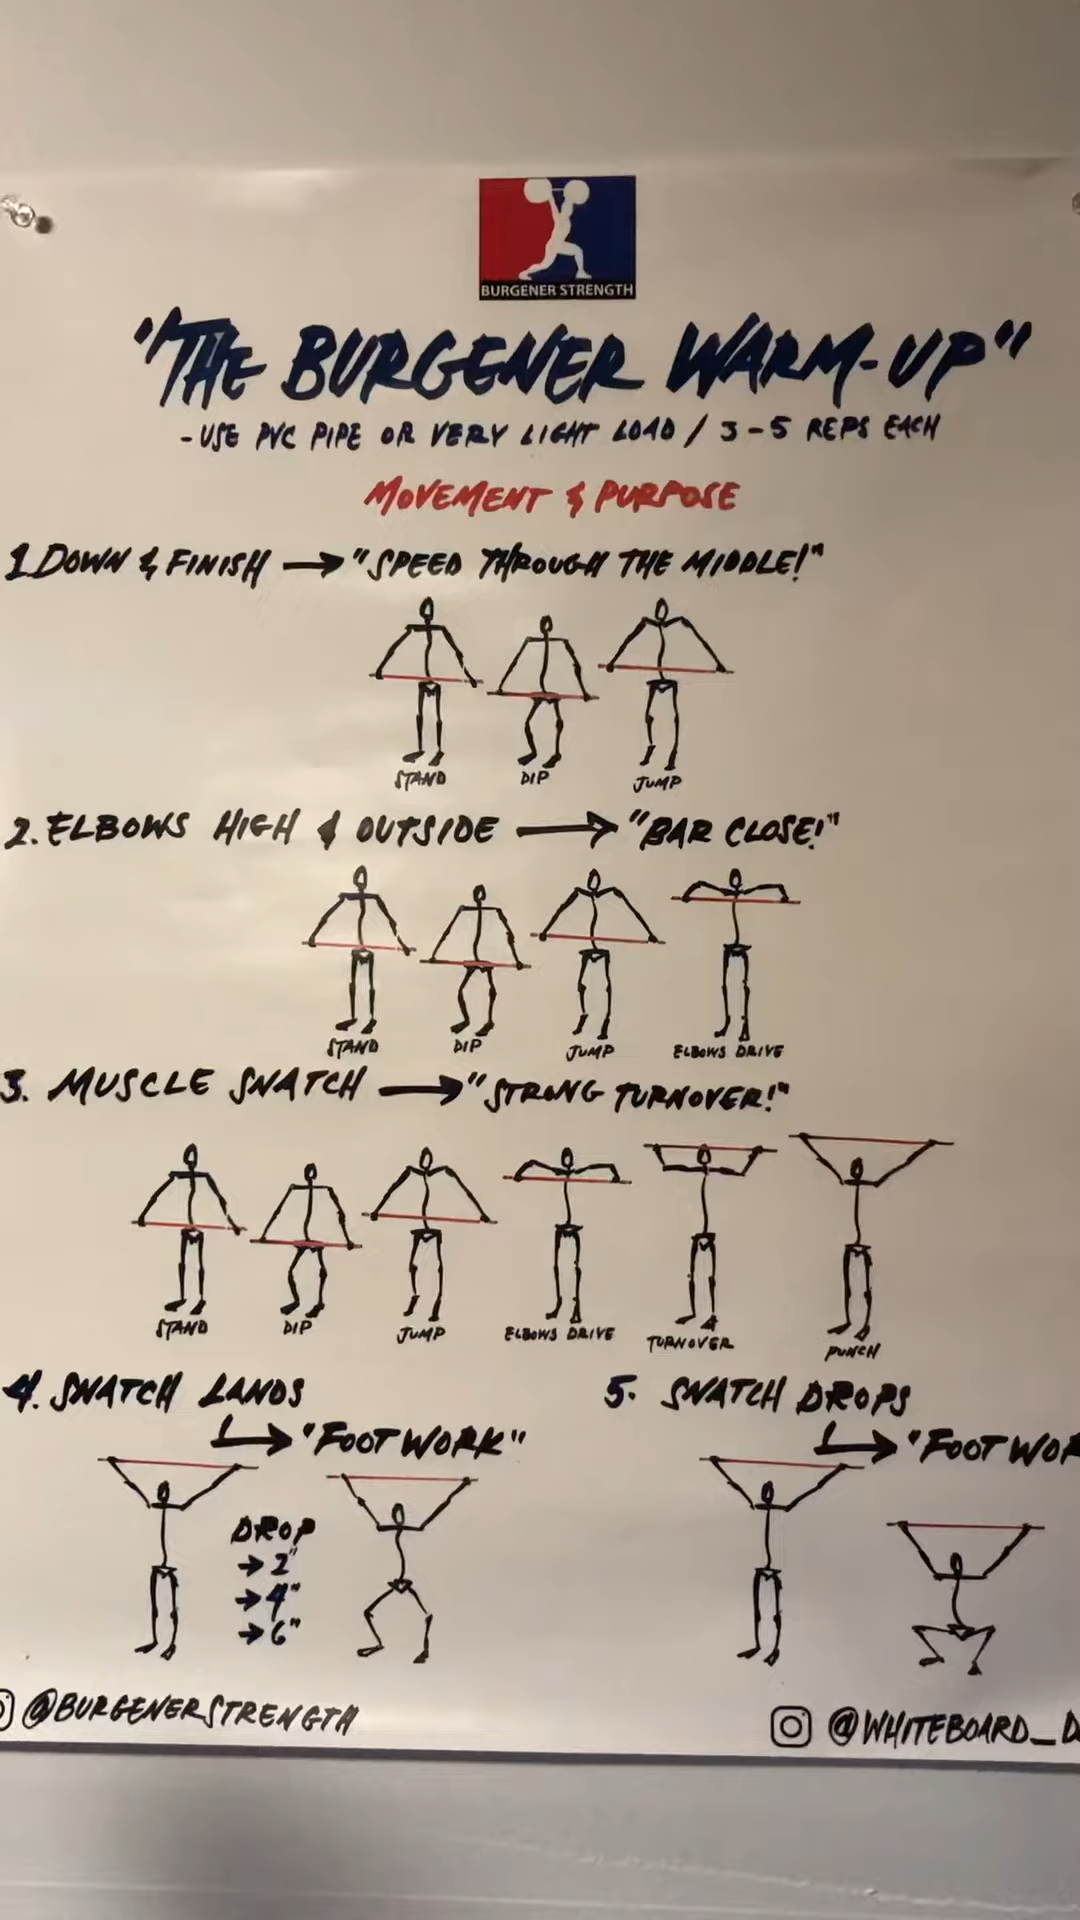 BURGENER STRENGTH
"THE BURGENER WARM-UP"
- USE PVC PIPE OR VERY LIGHT LOAD / 3-5 REPS EACH
MOVEMENT & PURPOSE
1. DOWN & FINISH → "SPEED THROUGH THE MIDDLE!"
STAND DIP JUMP
2. ELBOWS HIGH & OUTSIDE → "BAR CLOSE!"
STAND DIP JUMP ELBOWS DRIVE
3. MUSCLE SNATCH → "STRONG TURNOVER!"
STAND DIP JUMP ELBOWS DRIVE TURNOVER PUNCH
4. SNATCH LANDS
→ "FOOTWORK"
DROP
→ 2"
→ 4"
→ 6"
5. SNATCH DROPS
→ "FOOTWOR
@BURGENERSTRENGTH
@WHITEBOARD_D